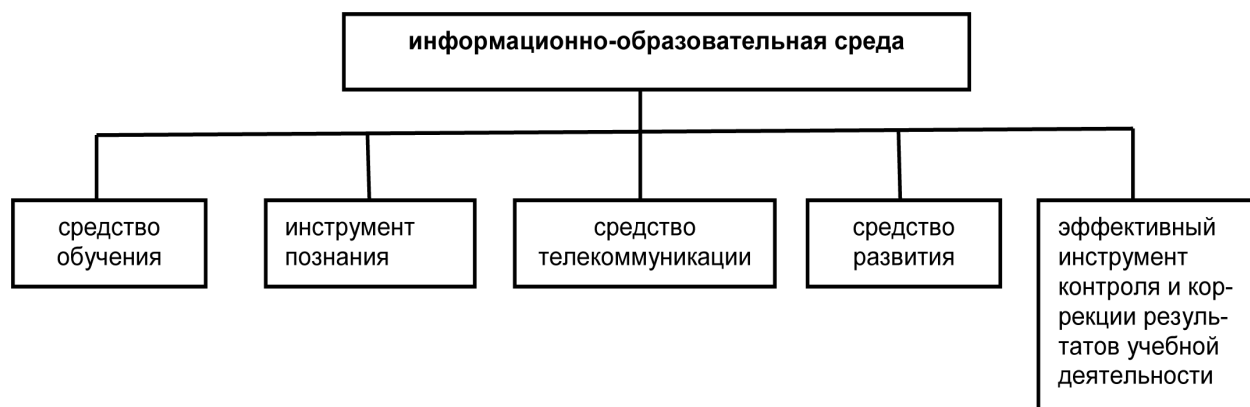 информационно-образовательная среда
средство
обучения
инструмент
познания
средство
телекоммуникации
средство
развития
эффективный
инструмент
контроля и кор-
рекции резуль-
татов учебной
деятельности